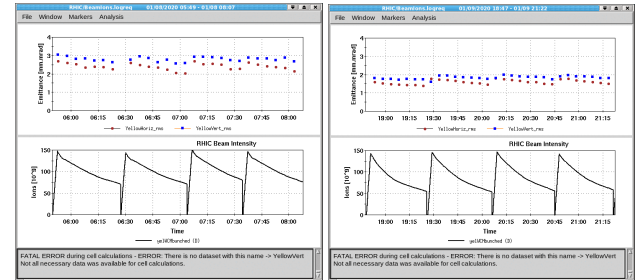 RHIC/BeamIons.logreq 01/08/2020 05:49 - 01/08 08:07
File Window Markers Analysis
Emittance [mm.mrad]
4
3
2
1
0
06:00 06:15 06:30 06:45 07:00 07:15 07:30 07:45 08:00
YellowHoriz_rms YellowVert_rms
RHIC Beam Intensity
Ions [10^9]
150
100
50
0
06:00 06:15 06:30 06:45 07:00 07:15 07:30 07:45 08:00
Time
yelWCMbunched (B)
FATAL ERROR during cell calculations - ERROR: There is no dataset with this name -> YellowVert
Not all necessary data was available for cell calculations.
RHIC/BeamIons.logreq 01/09/2020 18:47 - 01/09 21:22
File Window Markers Analysis
Emittance [mm.mrad]
4
3
2
1
0
19:00 19:15 19:30 19:45 20:00 20:15 20:30 20:45 21:00 21:15
YellowHoriz_rms YellowVert_rms
RHIC Beam Intensity
Ions [10^9]
150
100
50
0
19:00 19:15 19:30 19:45 20:00 20:15 20:30 20:45 21:00 21:15
Time
yelWCMbunched (3)
FATAL ERROR during cell calculations - ERROR: There is no dataset with this name -> YellowVert
Not all necessary data was available for cell calculations.